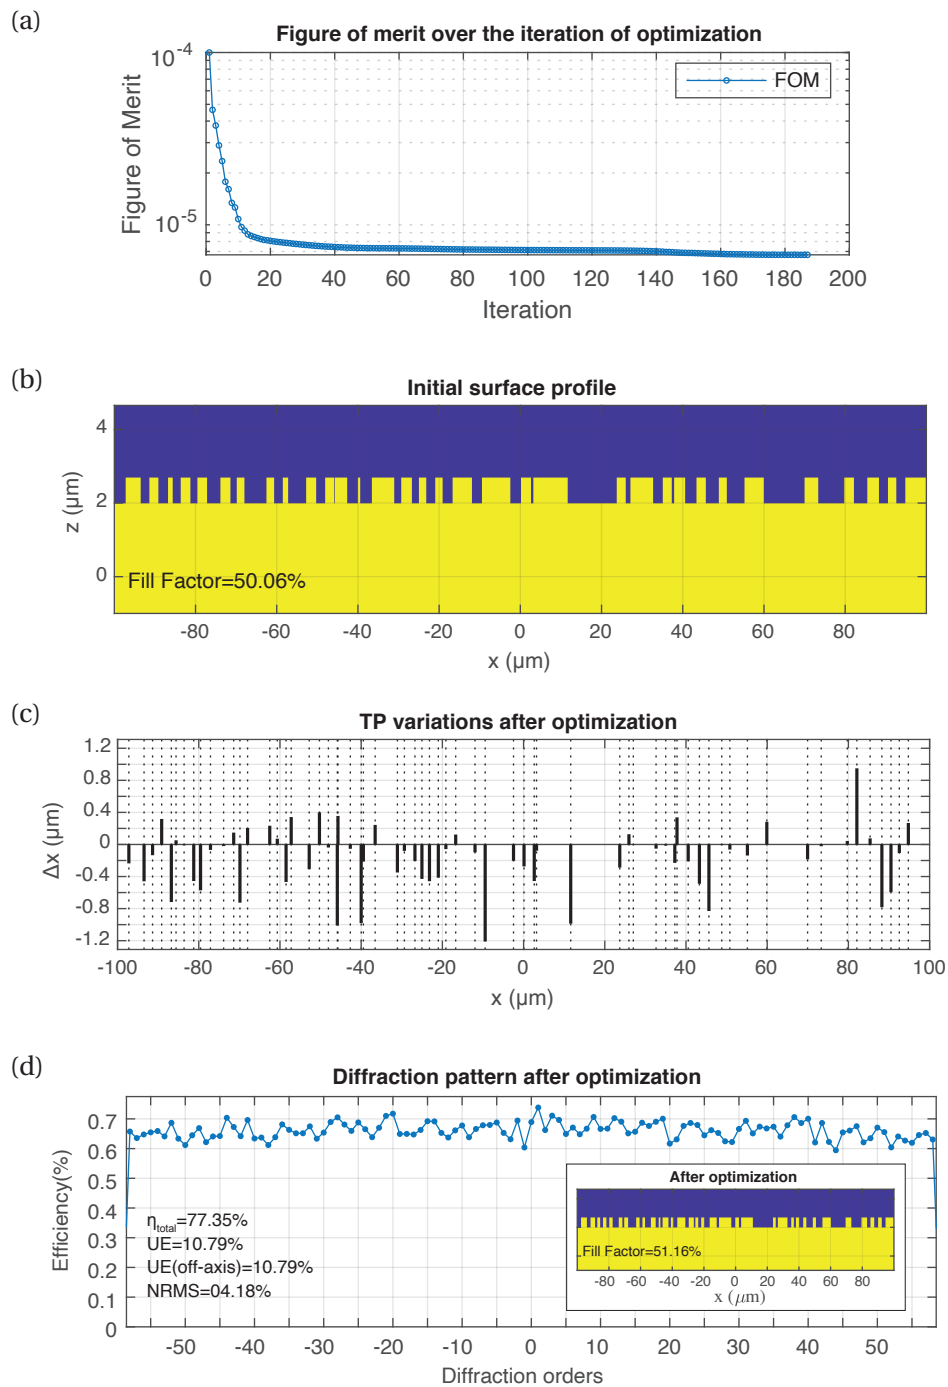 (a)
Figure of merit over the iteration of optimization
Figure of Merit
10⁻⁴
10⁻⁵
FOM
0 20 40 60 80 100 120 140 160 180 200
Iteration
(b)
Initial surface profile
z (μm)
4
2
0
Fill Factor=50.06%
-80 -60 -40 -20 0 20 40 60 80
x (μm)
(c)
TP variations after optimization
Δx (μm)
1.2
0.8
0.4
0
-0.4
-0.8
-1.2
-100 -80 -60 -40 -20 0 20 40 60 80 100
x (μm)
(d)
Diffraction pattern after optimization
Efficiency(%)
0.7
0.6
0.5
0.4
0.3
0.2
0.1
0
η_total=77.35%
UE=10.79%
UE(off-axis)=10.79%
NRMS=04.18%
After optimization
Fill Factor=51.16%
-80 -60 -40 -20 0 20 40 60 80
x (μm)
-50 -40 -30 -20 -10 0 10 20 30 40 50
Diffraction orders